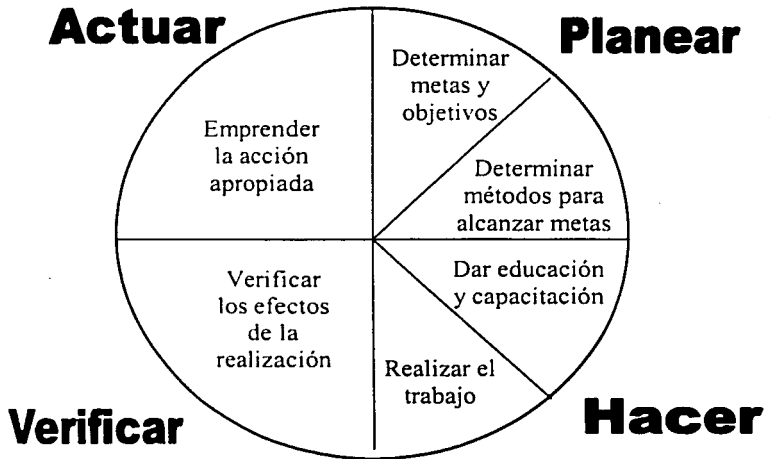 Actuar
Planear
Determinar
metas y
objetivos
Emprender
la acción
apropiada
Determinar
métodos para
alcanzar metas
Verificar
los efectos
de la
realización
Dar educación
y capacitación
Realizar el
trabajo
Verificar
Hacer